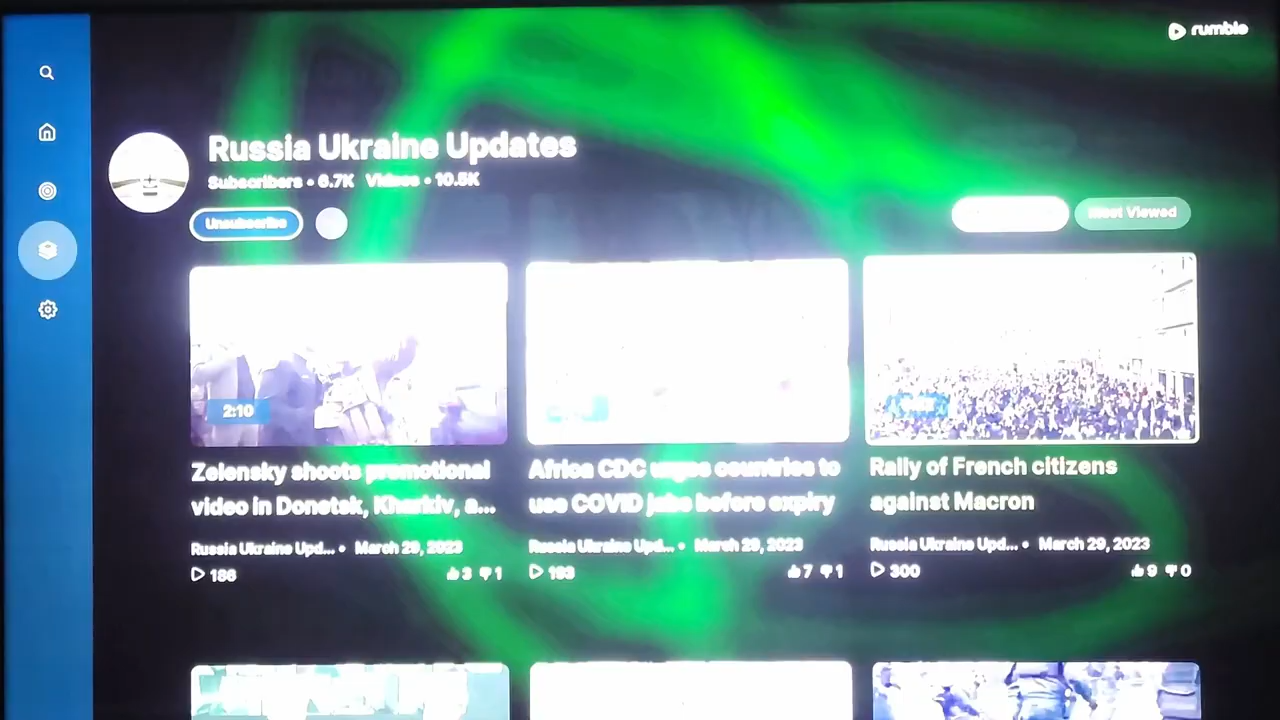 rumble
Russia Ukraine Updates
Subscribers • 6.7K Videos • 10.5K
Unsubscribe
Most Viewed
2:10
Zelensky shoots promotional
video in Donetsk, Kharkiv, a...
Russia Ukraine Upd... • March 29, 2023
186
3 1
Africa CDC urges countries to
use COVID jabs before expiry
Russia Ukraine Upd... • March 29, 2023
193
7 1
Rally of French citizens
against Macron
Russia Ukraine Upd... • March 29, 2023
300
9 0